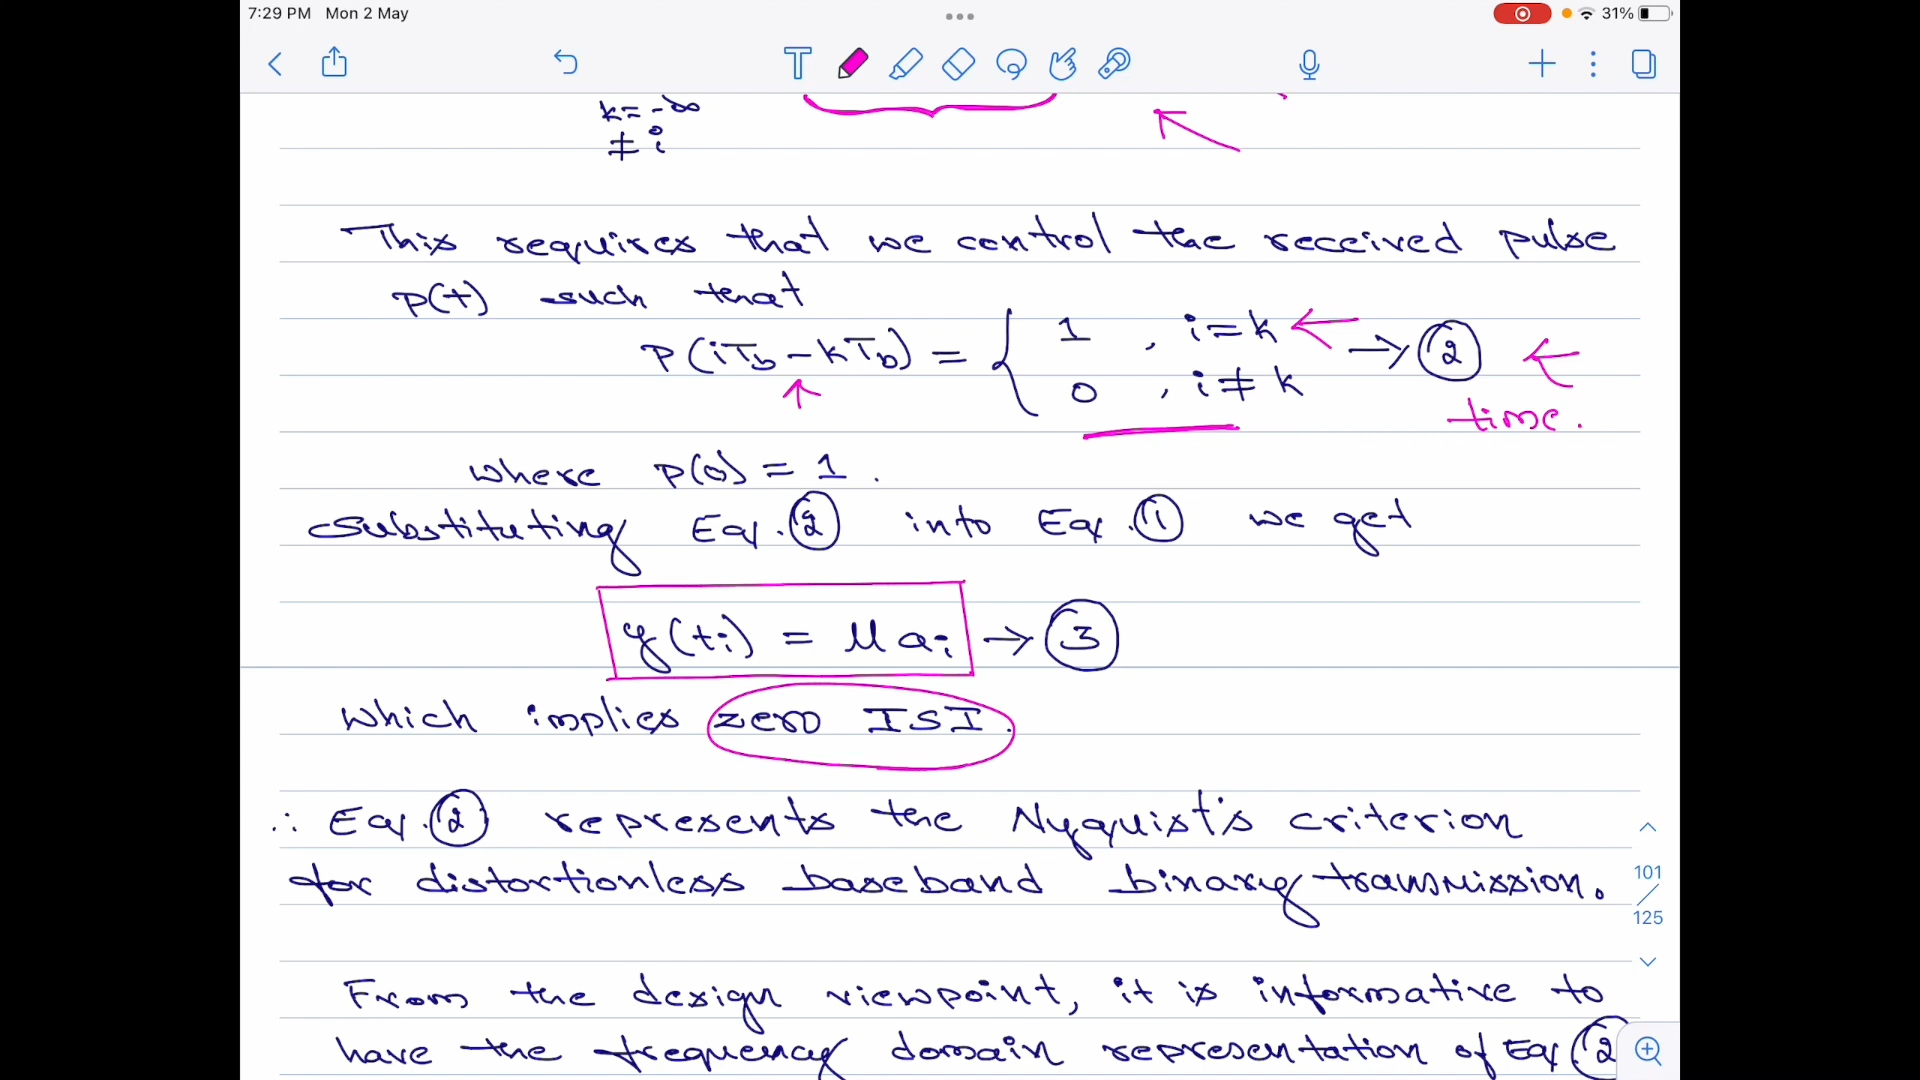 7:29 PM Mon 2 May
31%
k = -∞
≠ i
This requires that we control the received pulse
p(t) such that
p(iTb - kTb) = { 1 , i = k
0 , i ≠ k → ②
time.
where p(0) = 1.
Substituting Eq.② into Eq.① we get
y(ti) = μ ai → ③
Which implies zero ISI.
∴ Eq.② represents the Nyquist's criterion
for distortionless baseband binary transmission.
101
125
From the design viewpoint, it is informative to
have the frequency domain representation of Eq ②